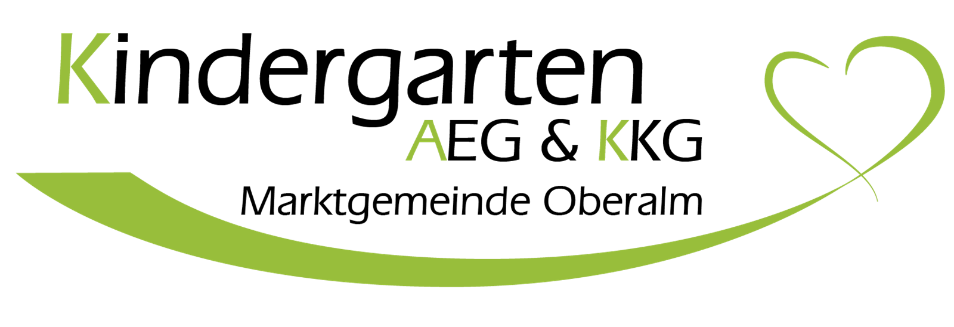 Kindergarten
AEG & KKG
Marktgemeinde Oberalm